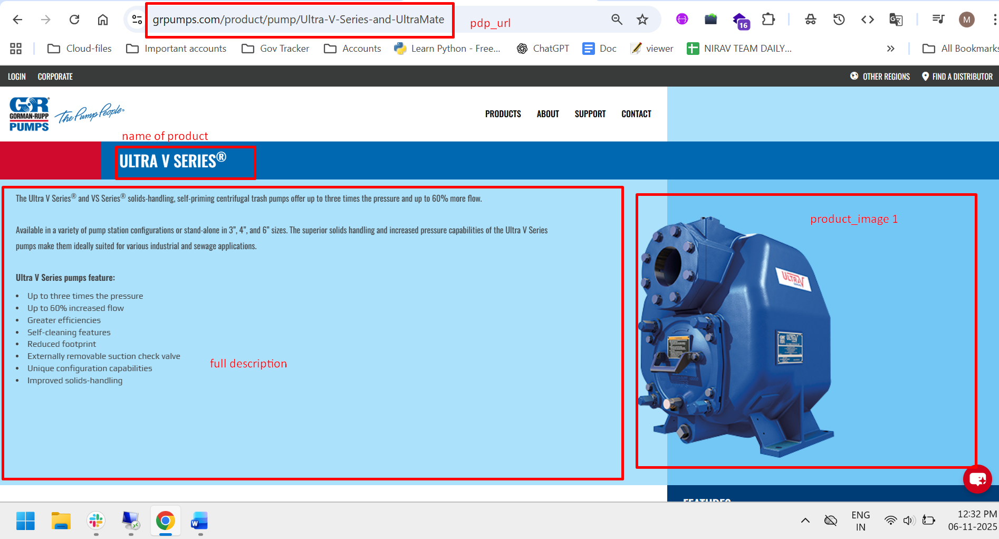 grpumps.com/product/pump/Ultra-V-Series-and-UltraMate
pdp_url
16
M
Cloud-files
Important accounts
Gov Tracker
Accounts
Learn Python - Free...
ChatGPT
Doc
viewer
NIRAV TEAM DAILY...
»
All Bookmarks
LOGIN
CORPORATE
OTHER REGIONS
FIND A DISTRIBUTOR
GR®
GORMAN-RUPP
PUMPS
The Pump People®
PRODUCTS
ABOUT
SUPPORT
CONTACT
name of product
ULTRA V SERIES®
The Ultra V Series® and VS Series® solids-handling, self-priming centrifugal trash pumps offer up to three times the pressure and up to 60% more flow.
Available in a variety of pump station configurations or stand-alone in 3”, 4”, and 6” sizes. The superior solids handling and increased pressure capabilities of the Ultra V Series
pumps make them ideally suited for various industrial and sewage applications.
Ultra V Series pumps feature:
• Up to three times the pressure
• Up to 60% increased flow
• Greater efficiencies
• Self-cleaning features
• Reduced footprint
• Externally removable suction check valve
• Unique configuration capabilities
• Improved solids-handling
full description
product_image 1
ULTRA V
SERIES
ULTRA V
FEATURES
ENG
IN
12:32 PM
06-11-2025